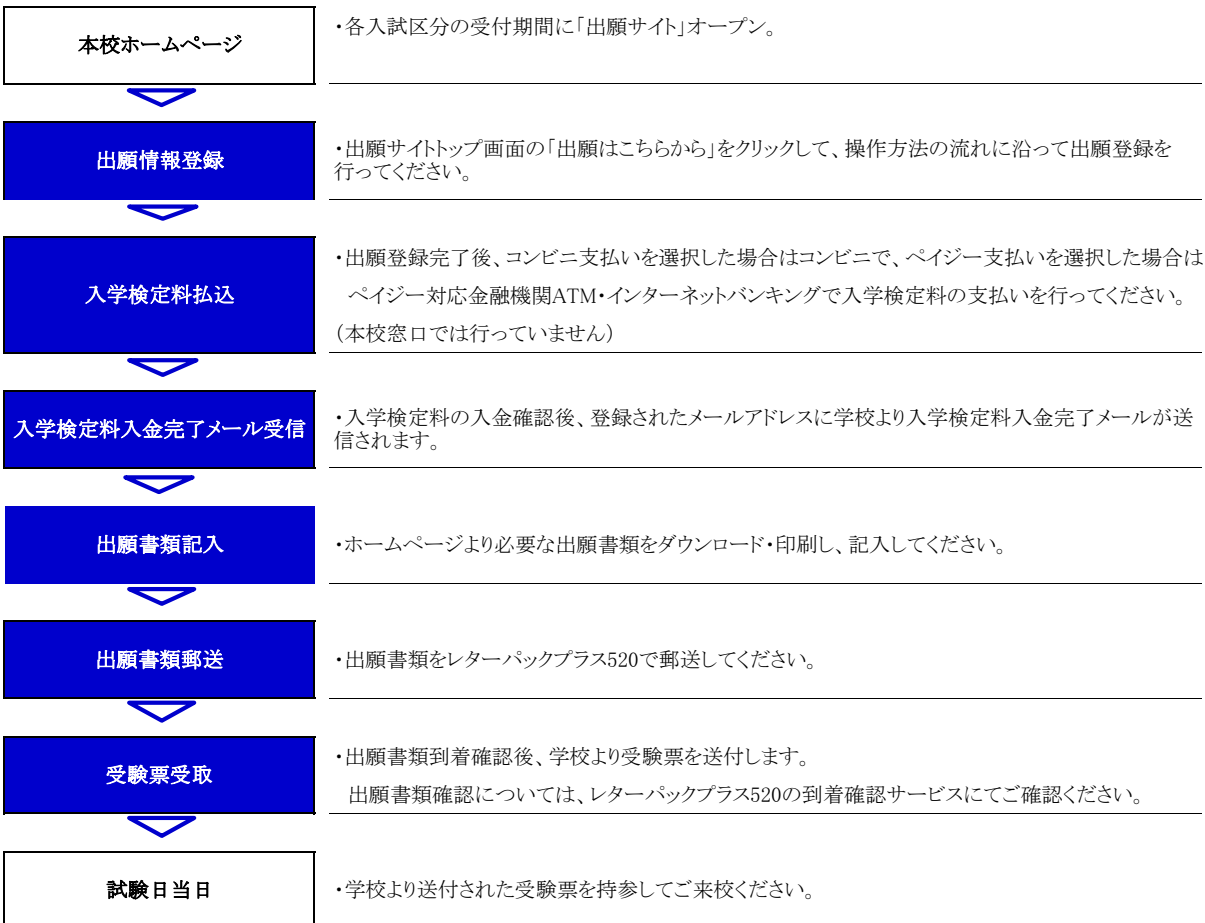 本校ホームページ
・各入試区分の受付期間に「出願サイト」オープン。
出願情報登録
・出願サイトトップ画面の「出願はこちらから」をクリックして、操作方法の流れに沿って出願登録を
行ってください。
入学検定料払込
・出願登録完了後、コンビニ支払いを選択した場合はコンビニで、ペイジー支払いを選択した場合は
ペイジー対応金融機関ATM・インターネットバンキングで入学検定料の支払いを行ってください。
（本校窓口では行っていません）
入学検定料入金完了メール受信
・入学検定料の入金確認後、登録されたメールアドレスに学校より入学検定料入金完了メールが送
信されます。
出願書類記入
・ホームページより必要な出願書類をダウンロード・印刷し、記入してください。
出願書類郵送
・出願書類をレターパックプラス520で郵送してください。
受験票受取
・出願書類到着確認後、学校より受験票を送付します。
出願書類確認については、レターパックプラス520の到着確認サービスにてご確認ください。
試験日当日
・学校より送付された受験票を持参してご来校ください。